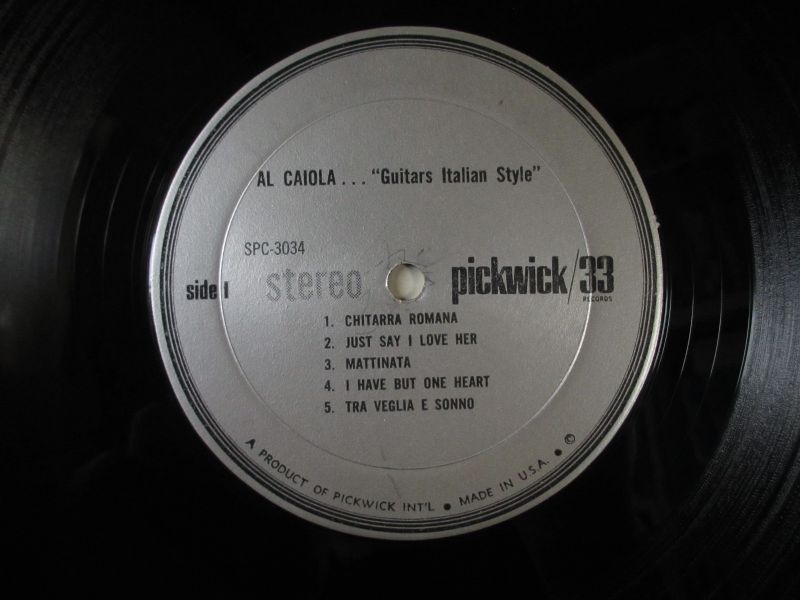 AL CAIOLA... "Guitars Italian Style"
SPC-3034
side 1 stereo pickwick/33
RECORDS
1. CHITARRA ROMANA
2. JUST SAY I LOVE HER
3. MATTINATA
4. I HAVE BUT ONE HEART
5. TRA VEGLIA E SONNO
A PRODUCT OF PICKWICK INT'L • MADE IN U.S.A. • ©